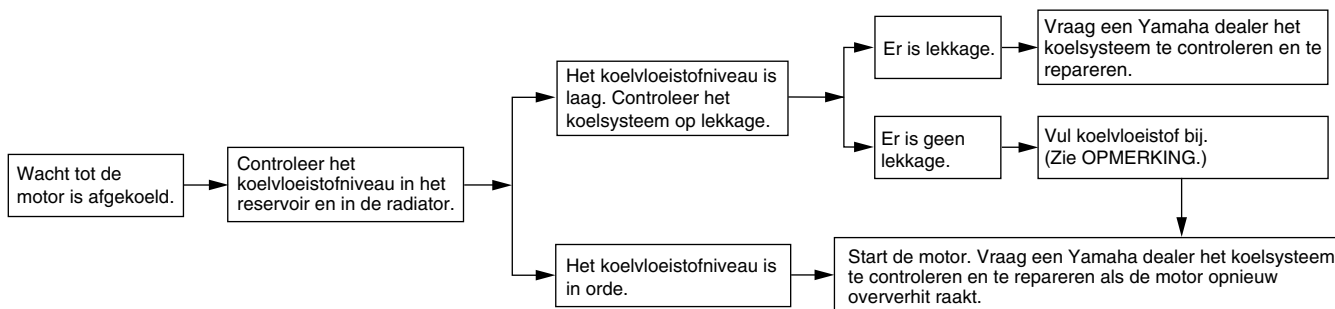 Wacht tot de
motor is afgekoeld.
Controleer het
koelvloeistofniveau in het
reservoir en in de radiator.
Het koelvloeistofniveau is
laag. Controleer het
koelsysteem op lekkage.
Er is lekkage.
Vraag een Yamaha dealer het
koelsysteem te controleren en te
repareren.
Er is geen
lekkage.
Vul koelvloeistof bij.
(Zie OPMERKING.)
Het koelvloeistofniveau is
in orde.
Start de motor. Vraag een Yamaha dealer het koelsysteem
te controleren en te repareren als de motor opnieuw
oververhit raakt.